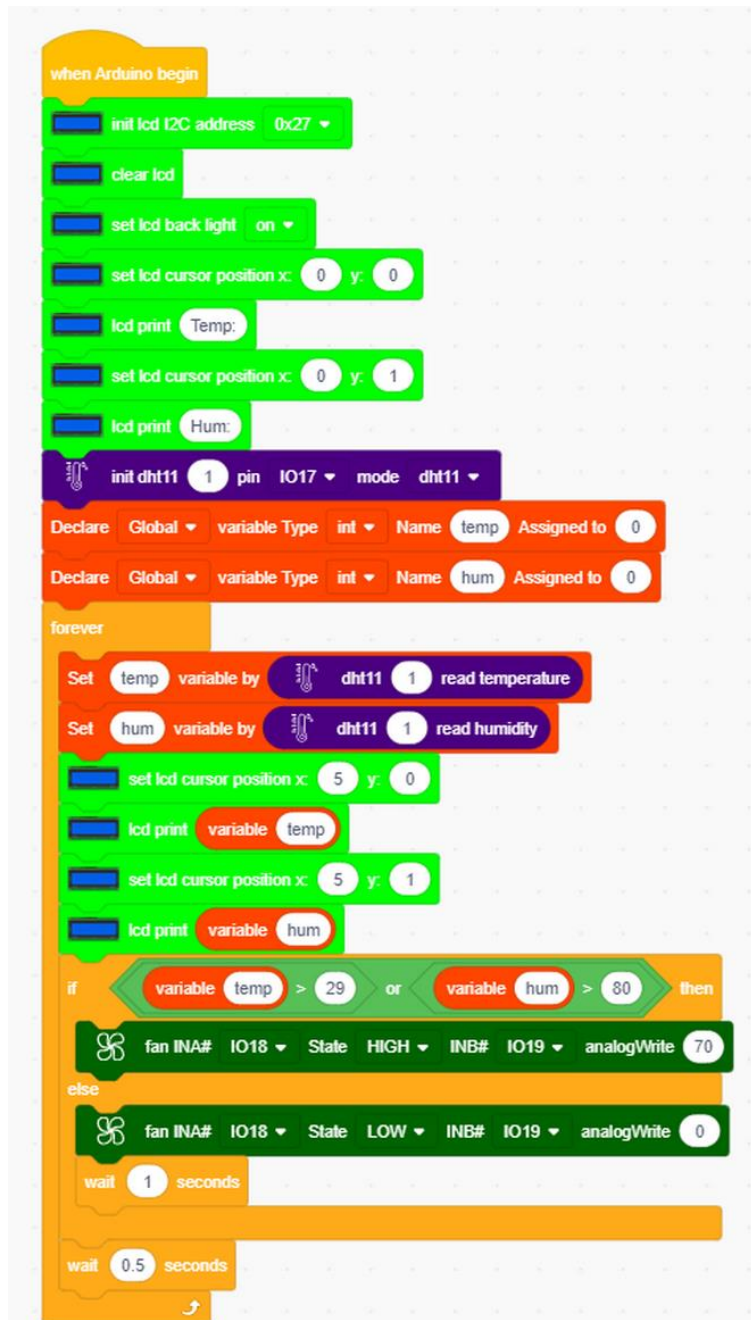 when Arduino begin
init lcd I2C address 0x27
clear lcd
set lcd back light on
set lcd cursor position x: 0 y: 0
lcd print Temp:
set lcd cursor position x: 0 y: 1
lcd print Hum:
init dht11 1 pin IO17 mode dht11
Declare Global variable Type int Name temp Assigned to 0
Declare Global variable Type int Name hum Assigned to 0
forever
Set temp variable by dht11 1 read temperature
Set hum variable by dht11 1 read humidity
set lcd cursor position x: 5 y: 0
lcd print variable temp
set lcd cursor position x: 5 y: 1
lcd print variable hum
if variable temp > 29 or variable hum > 80 then
fan INA# IO18 State HIGH INB# IO19 analogWrite 70
else
fan INA# IO18 State LOW INB# IO19 analogWrite 0
wait 1 seconds
wait 0.5 seconds